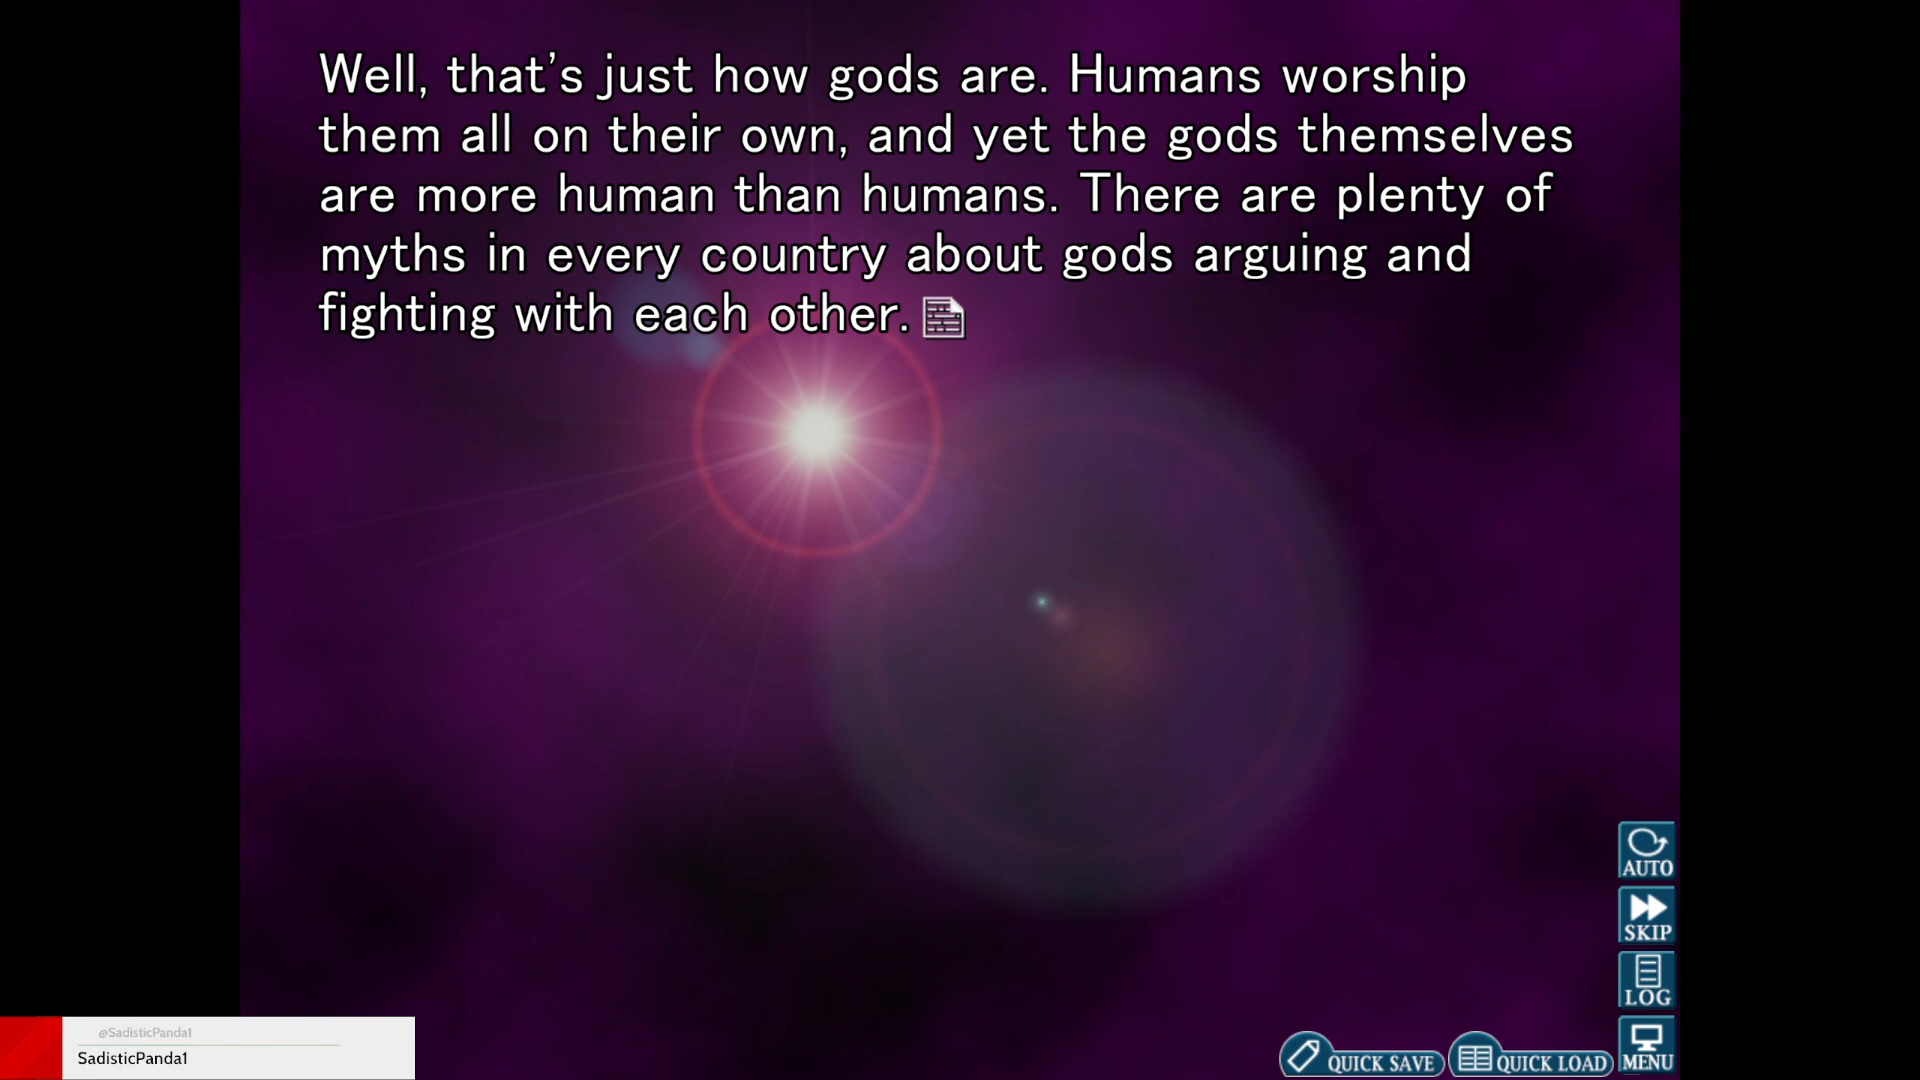 Well, that's just how gods are. Humans worship
them all on their own, and yet the gods themselves
are more human than humans. There are plenty of
myths in every country about gods arguing and
fighting with each other.
AUTO
SKIP
LOG
MENU
QUICK SAVE
QUICK LOAD
@SadisticPanda1
SadisticPanda1